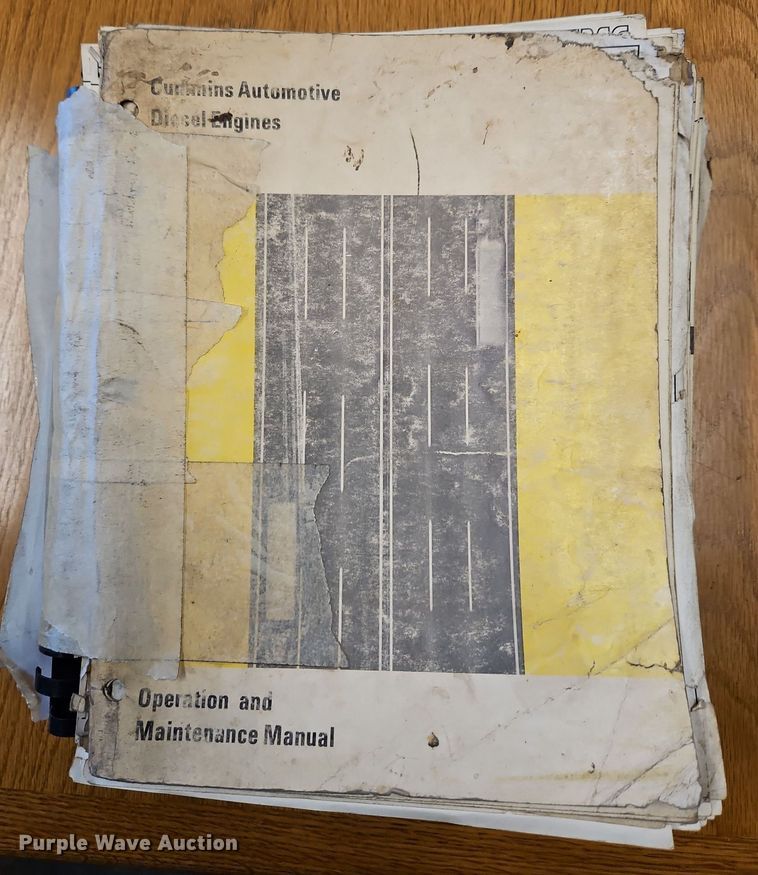 Cummins Automotive
Diesel Engines
Operation and
Maintenance Manual
Purple Wave Auction